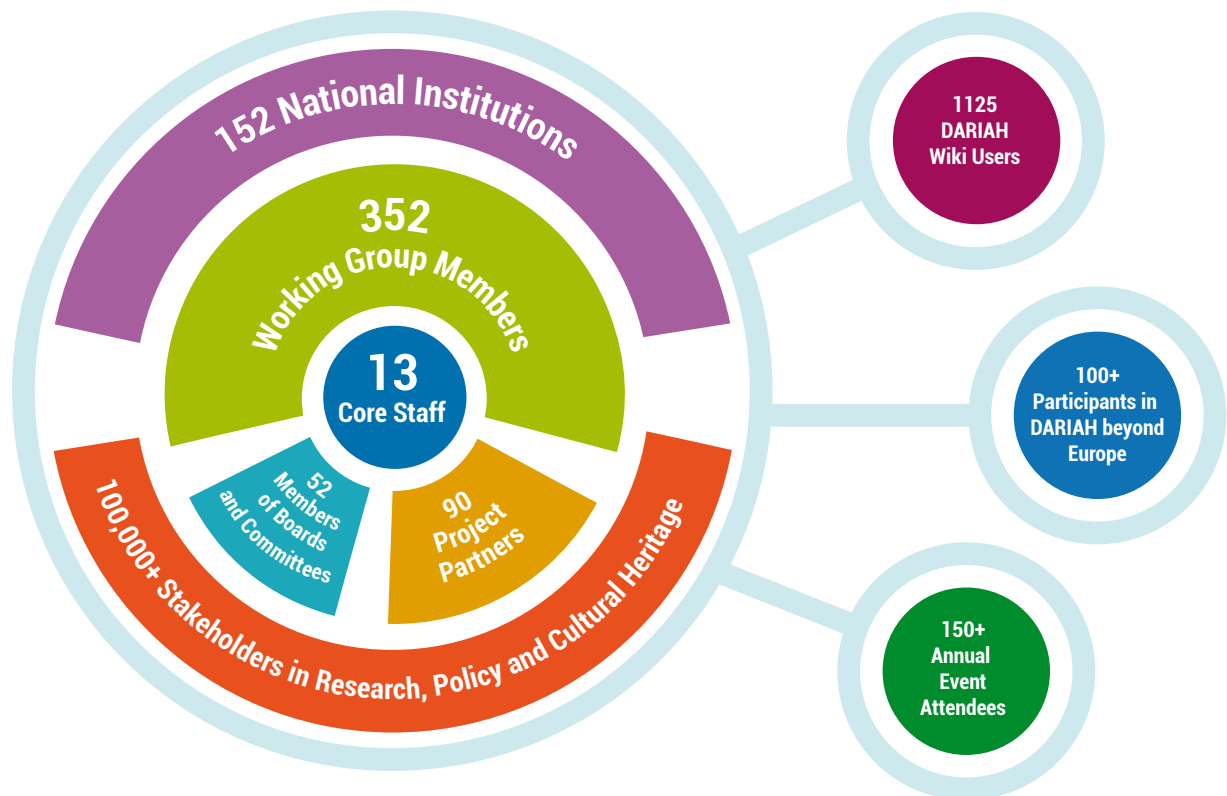 152 National Institutions
352
Working Group Members
13
Core Staff
52
Members
of Boards
and Committees
90
Project
Partners
100,000+ Stakeholders in Research, Policy and Cultural Heritage
1125
DARIAH
Wiki Users
100+
Participants in
DARIAH beyond
Europe
150+
Annual
Event
Attendees